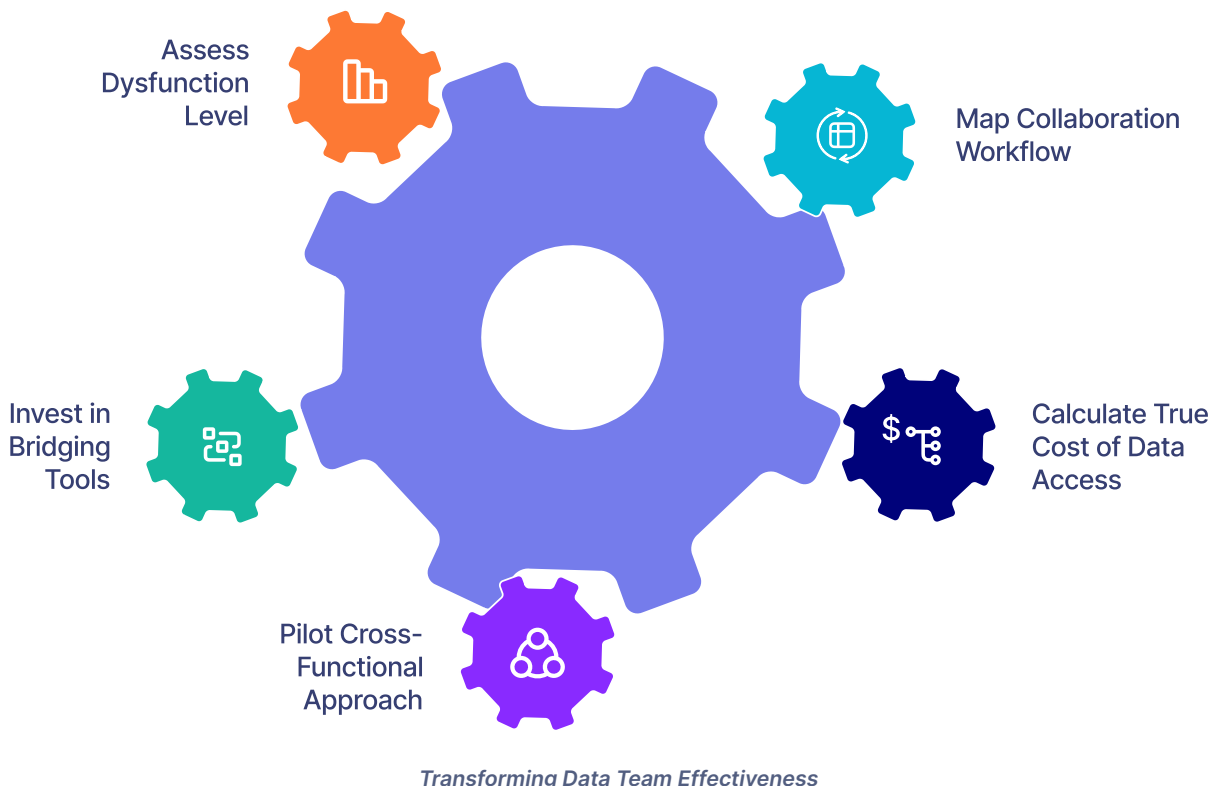 Assess
Dysfunction
Level
Map Collaboration
Workflow
Calculate True
Cost of Data
Access
$
Invest in
Bridging
Tools
Pilot Cross-
Functional
Approach
Transforming Data Team Effectiveness